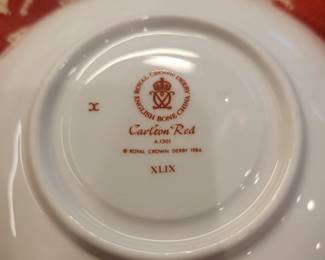 ROYAL CROWN DERBY
ENGLISH BONE CHINA
x
Carlton Red
A.1301
© ROYAL CROWN DERBY 1984
XLIX